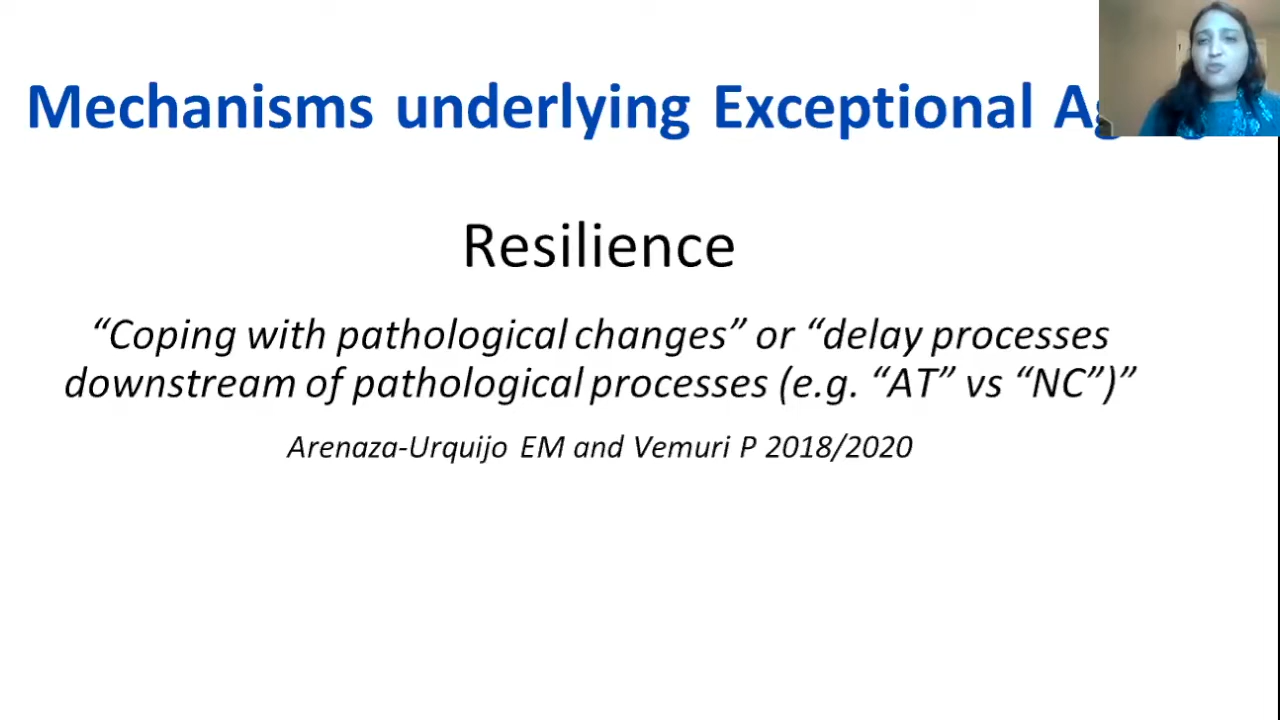 Mechanisms underlying Exceptional
Resilience
“Coping with pathological changes” or “delay processes
downstream of pathological processes (e.g. “AT” vs “NC”)”
Arenaza-Urquijo EM and Vemuri P 2018/2020